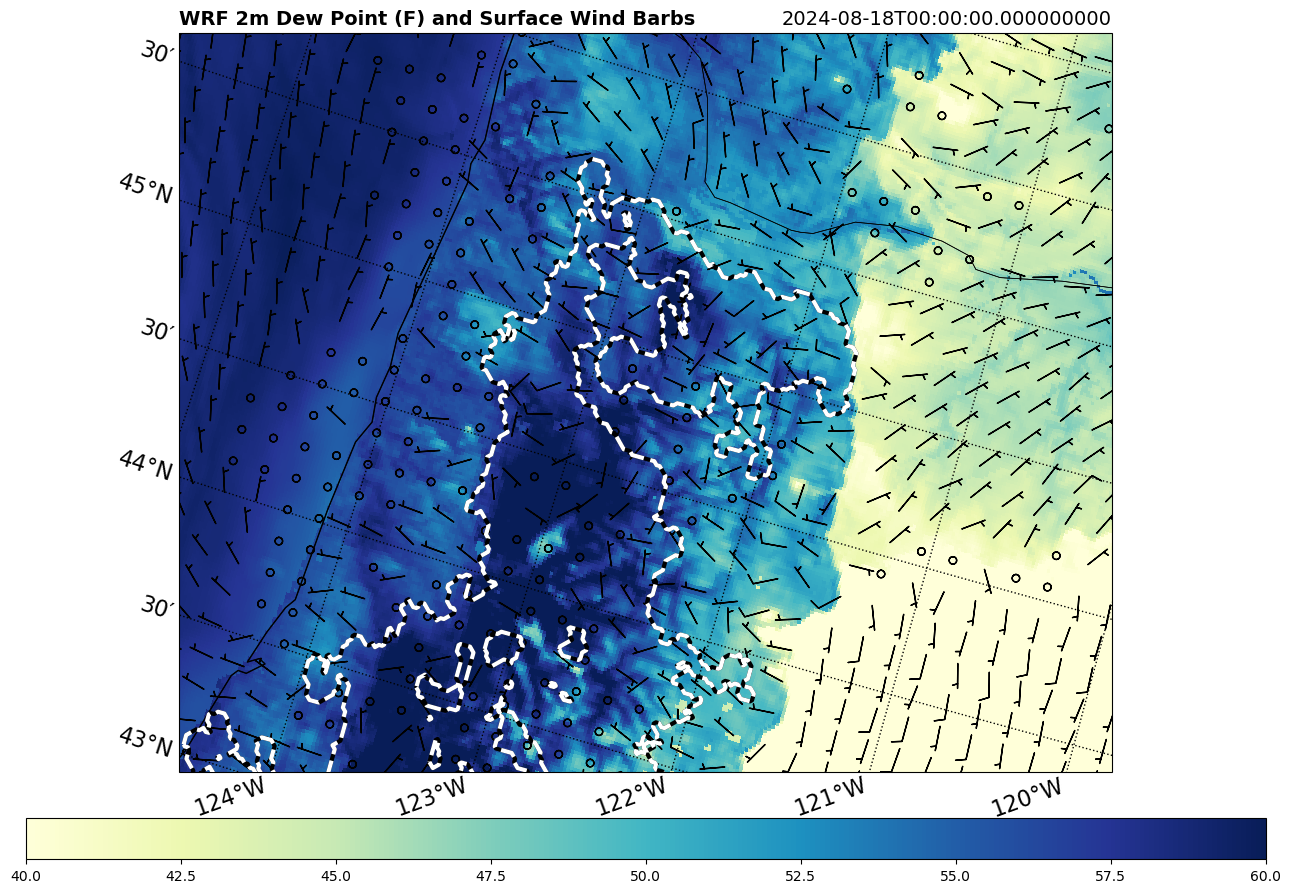 WRF 2m Dew Point (F) and Surface Wind Barbs 2024-08-18T00:00:00.000000000
30′
45°N
30′
44°N
30′
43°N
124°W 123°W 122°W 121°W 120°W
40.0 42.5 45.0 47.5 50.0 52.5 55.0 57.5 60.0